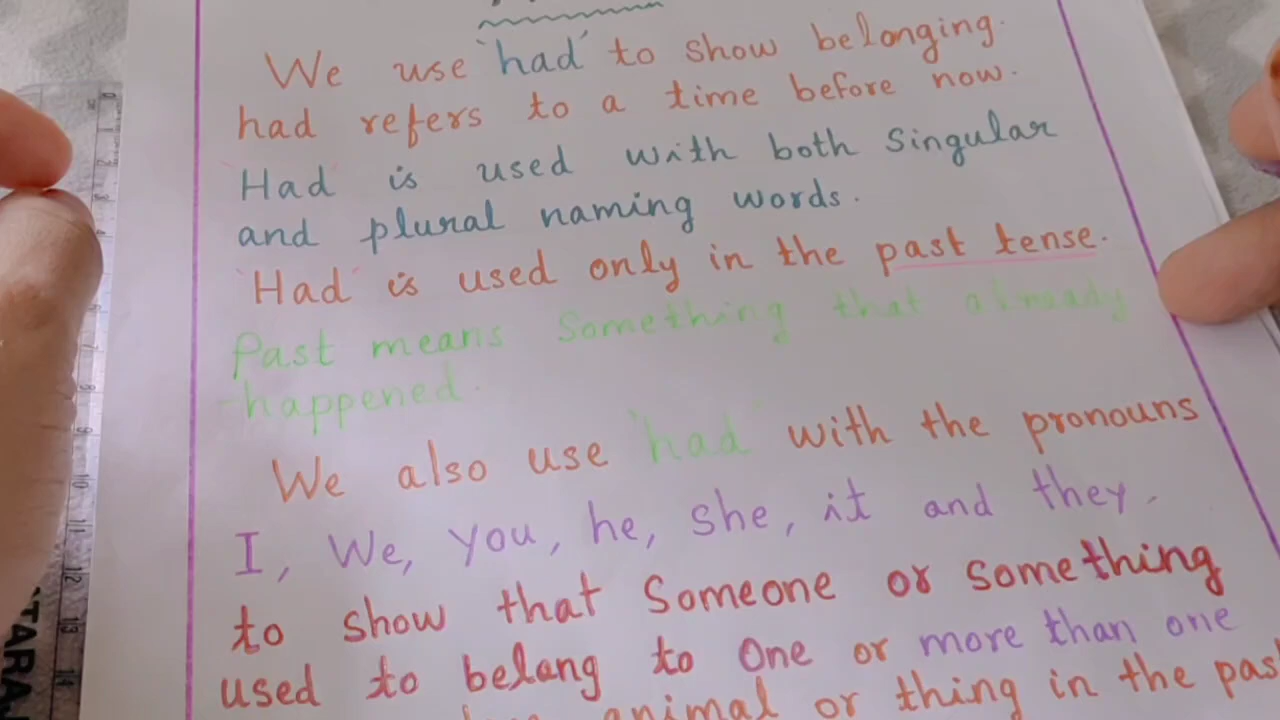 We use 'had' to show belonging.
had refers to a time before now.
Had is used with both Singular
and plural naming words.
'Had' is used only in the past tense.
Past means Something that already
happened.
We also use 'had' with the pronouns
I, We, you, he, she, it and they.
to show that Someone or something
used to belang to One or more than one
animal or thing in the past